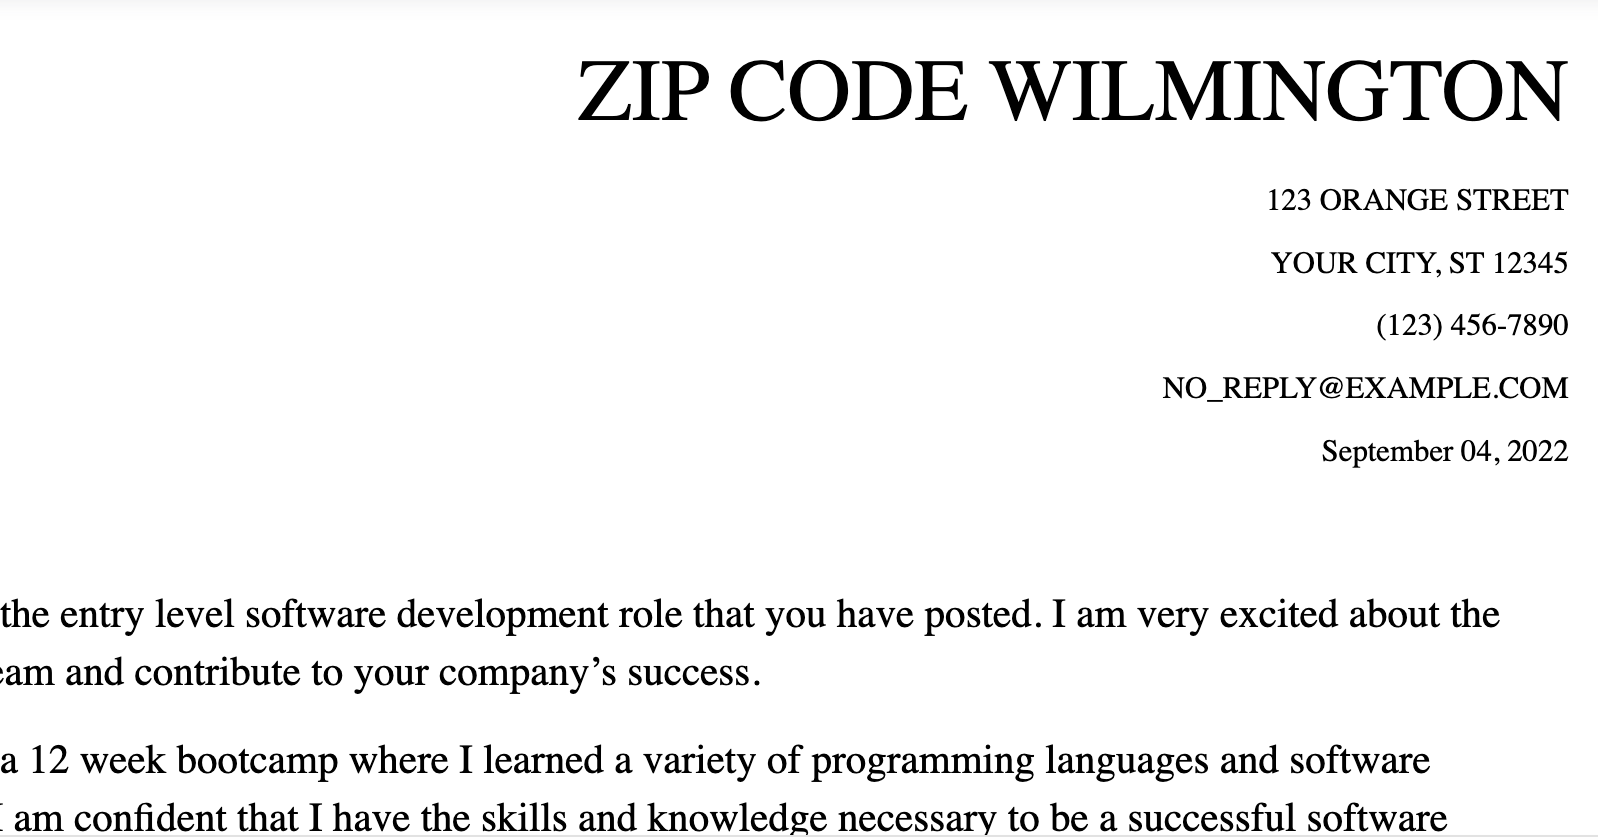 ZIP CODE WILMINGTON
123 ORANGE STREET
YOUR CITY, ST 12345
(123) 456-7890
NO_REPLY@EXAMPLE.COM
September 04, 2022
the entry level software development role that you have posted. I am very excited about the
and contribute to your company’s success.
a 12 week bootcamp where I learned a variety of programming languages and software
I am confident that I have the skills and knowledge necessary to be a successful software